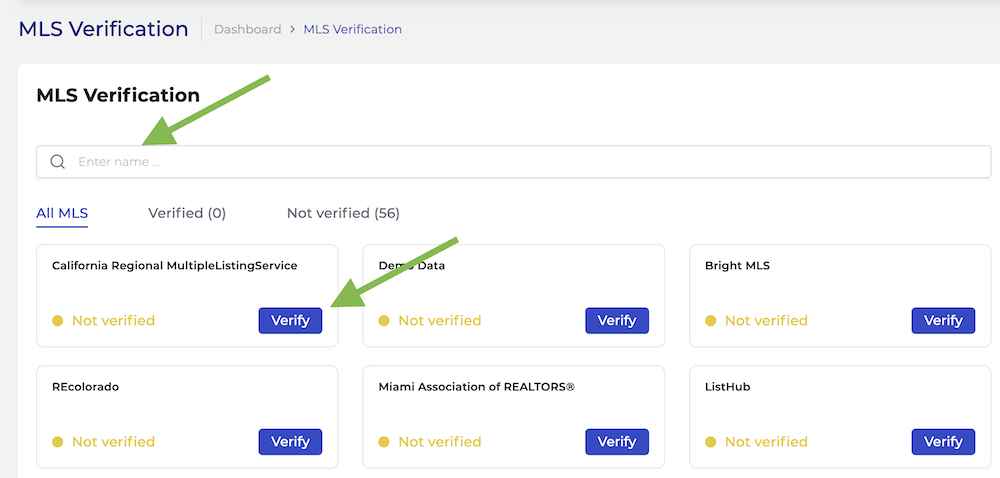 MLS Verification Dashboard > MLS Verification
MLS Verification
Enter name ...
All MLS Verified (0) Not verified (56)
California Regional MultipleListingService Demo Data Bright MLS
Not verified Verify Not verified Verify Not verified Verify
REcolorado Miami Association of REALTORS® ListHub
Not verified Verify Not verified Verify Not verified Verify